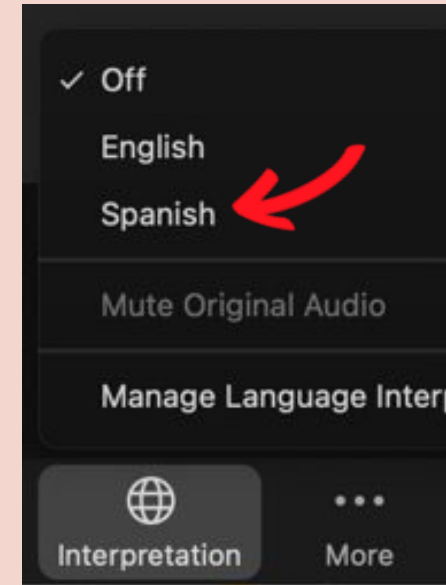 Off
English
Spanish
Mute Original Audio
Manage Language Interp
Interpretation
More